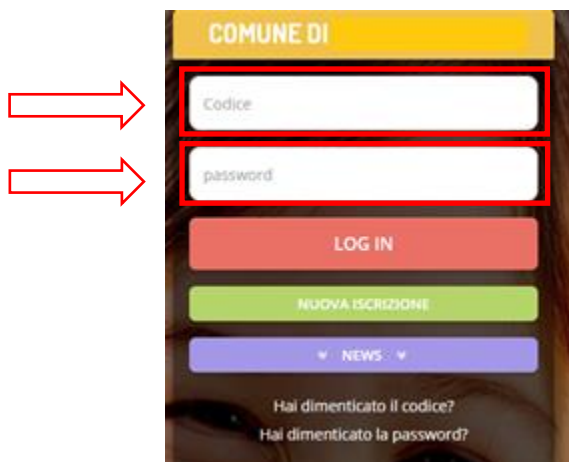 COMUNE DI
Codice
password
LOG IN
NUOVA ISCRIZIONE
NEWS
Hai dimenticato il codice?
Hai dimenticato la password?